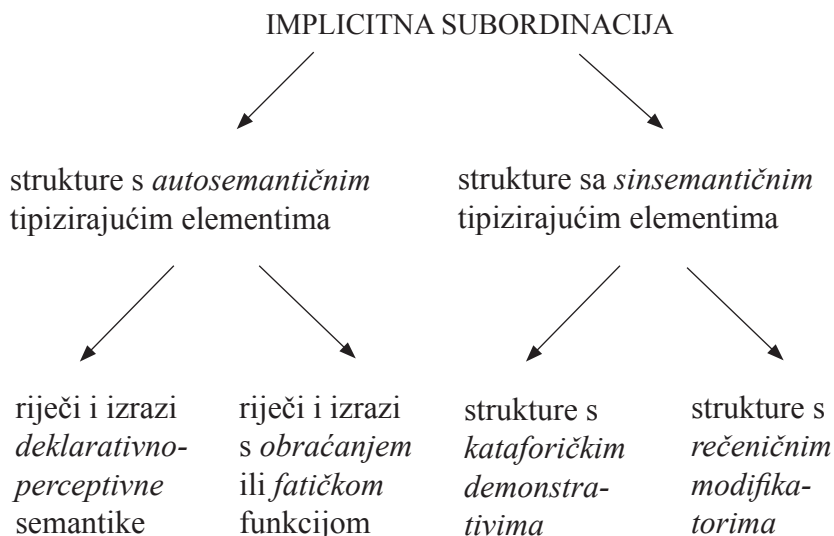 IMPLICITNA SUBORDINACIJA
strukture s autosemantičnim
tipizirajućim elementima
strukture sa sinsemantičnim
tipizirajućim elementima
riječi i izrazi
deklarativno-
perceptivne
semantike
riječi i izrazi
s obraćanjem
ili fatičkom
funkcijom
strukture s
kataforičkim
demonstra-
tivima
strukture s
rečeničnim
modifika-
torima